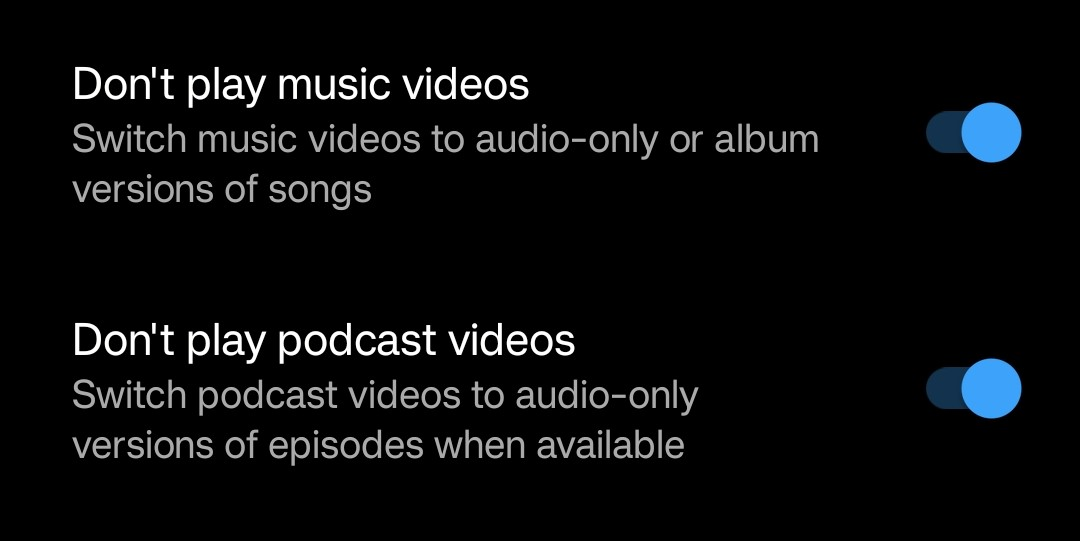 Don't play music videos
Switch music videos to audio-only or album
versions of songs
Don't play podcast videos
Switch podcast videos to audio-only
versions of episodes when available